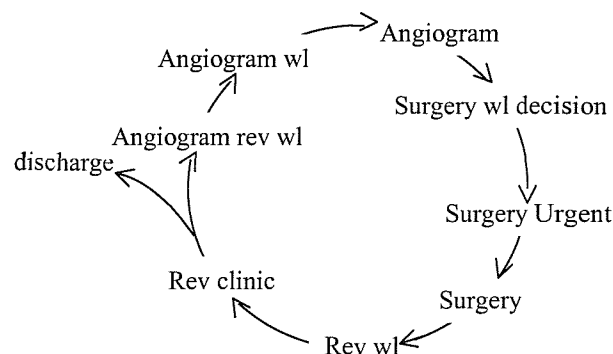 Angiogram
Angiogram wl
Surgery wl decision
Angiogram rev wl
discharge
Surgery Urgent
Rev clinic
Surgery
Rev wl